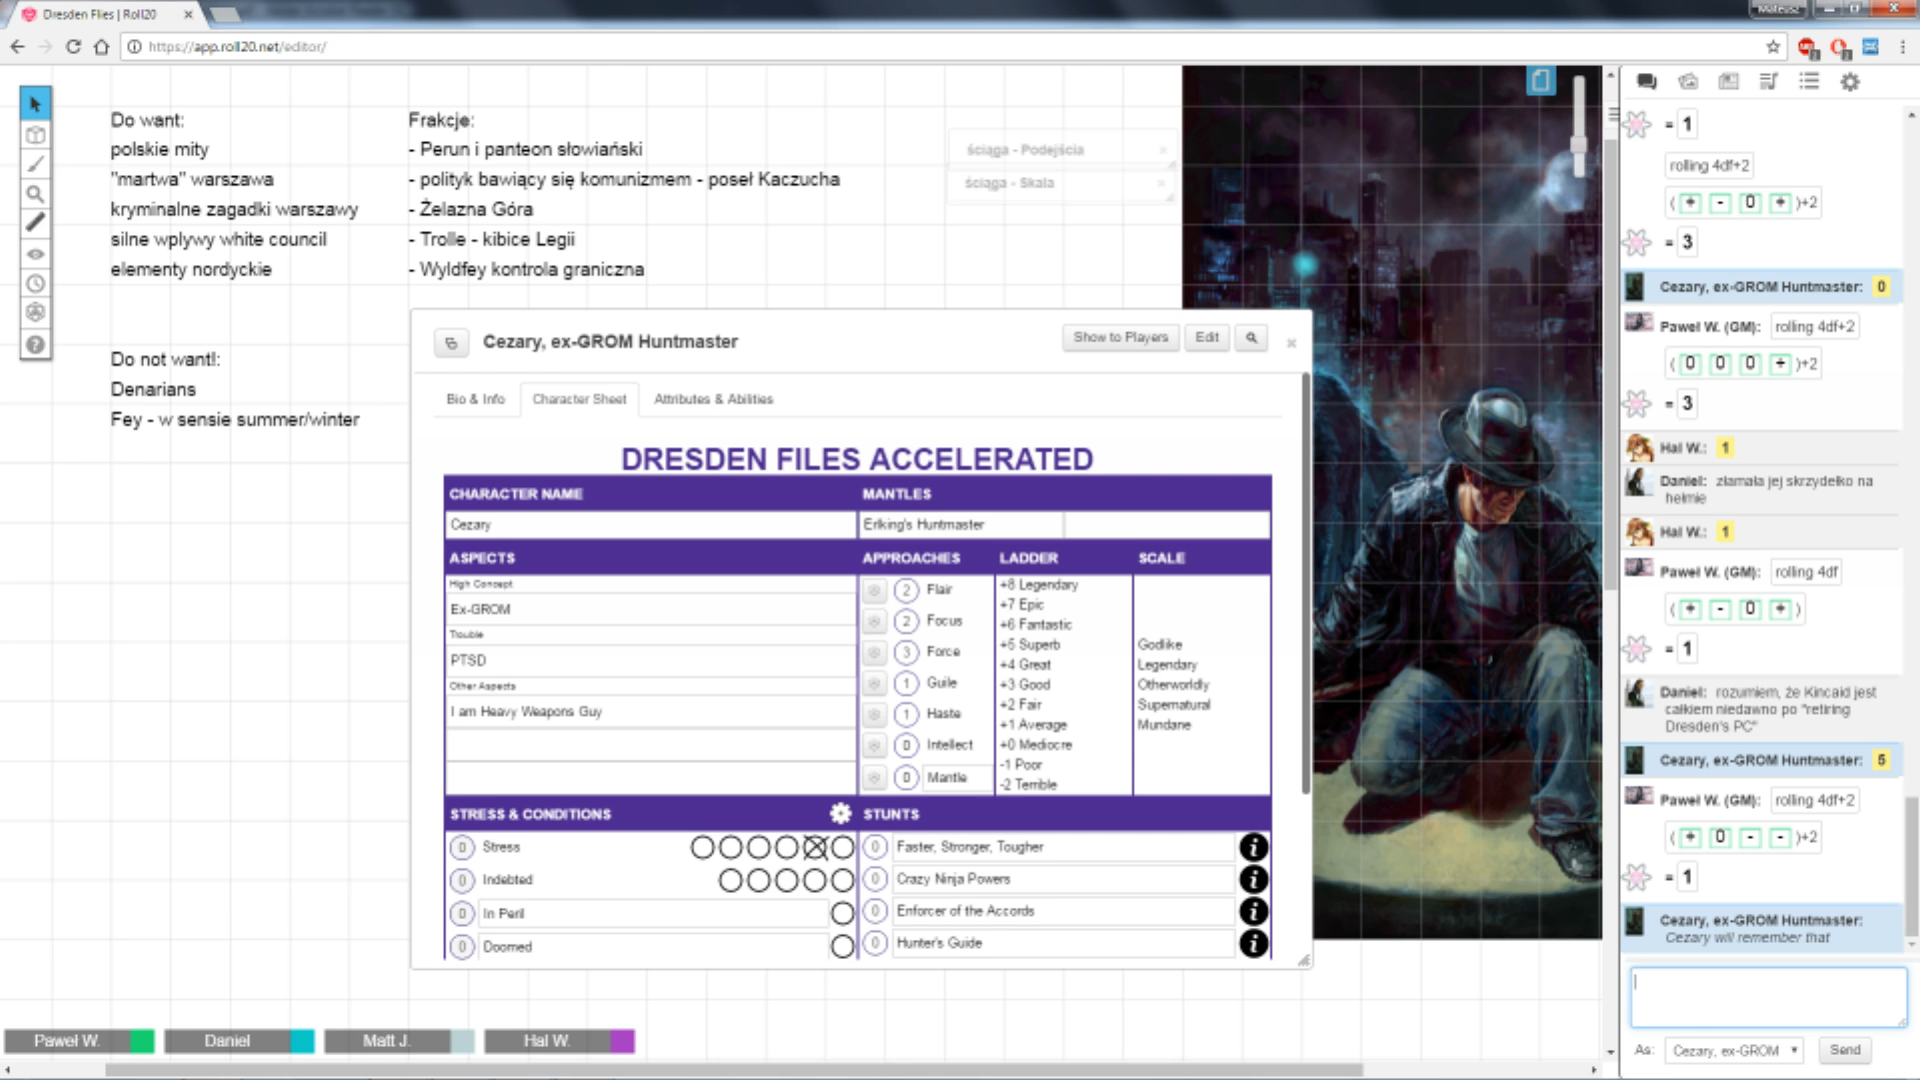 Dresden Files | Roll20
Mateusz
https://app.roll20.net/editor/
Do want:
polskie mity
"martwa" warszawa
kryminalne zagadki warszawy
silne wplywy white council
elementy nordyckie
Do not want!:
Denarians
Fey - w sensie summer/winter
Frakcje:
- Perun i panteon słowiański
- polityk bawiący się komunizmem - poseł Kaczucha
- Żelazna Góra
- Trolle - kibice Legii
- Wyldfey kontrola graniczna
ściąga - Podejścia
ściąga - Skala
Cezary, ex-GROM Huntmaster
Show to Players
Edit
Bio & Info
Character Sheet
Attributes & Abilities
DRESDEN FILES ACCELERATED
CHARACTER NAME
MANTLES
Cezary
Erlking's Huntmaster
ASPECTS
High Concept
Ex-GROM
Trouble
PTSD
Other Aspects
I am Heavy Weapons Guy
APPROACHES
2 Flair
2 Focus
3 Force
1 Guile
1 Haste
0 Intellect
0 Mantle
LADDER
+8 Legendary
+7 Epic
+6 Fantastic
+5 Superb
+4 Great
+3 Good
+2 Fair
+1 Average
+0 Mediocre
-1 Poor
-2 Terrible
SCALE
Godlike
Legendary
Otherworldly
Supernatural
Mundane
STRESS & CONDITIONS
0 Stress
0 Indebted
0 In Peril
0 Doomed
STUNTS
0 Faster, Stronger, Tougher
0 Crazy Ninja Powers
0 Enforcer of the Accords
0 Hunter's Guide
= 1
rolling 4df+2
( + - 0 + )+2
= 3
Cezary, ex-GROM Huntmaster: 0
Paweł W. (GM): rolling 4df+2
( 0 0 0 + )+2
= 3
Hal W.: 1
Daniel: złamała jej skrzydełko na
hełmie
Hal W.: 1
Paweł W. (GM): rolling 4df
( + - 0 + )
= 1
Daniel: rozumiem, że Kincaid jest
całkiem niedawno po "retiring
Dresden's PC"
Cezary, ex-GROM Huntmaster: 5
Paweł W. (GM): rolling 4df+2
( + 0 - - )+2
= 1
Cezary, ex-GROM Huntmaster:
Cezary will remember that
As: Cezary, ex-GROM
Send
Paweł W.
Daniel
Matt J.
Hal W.